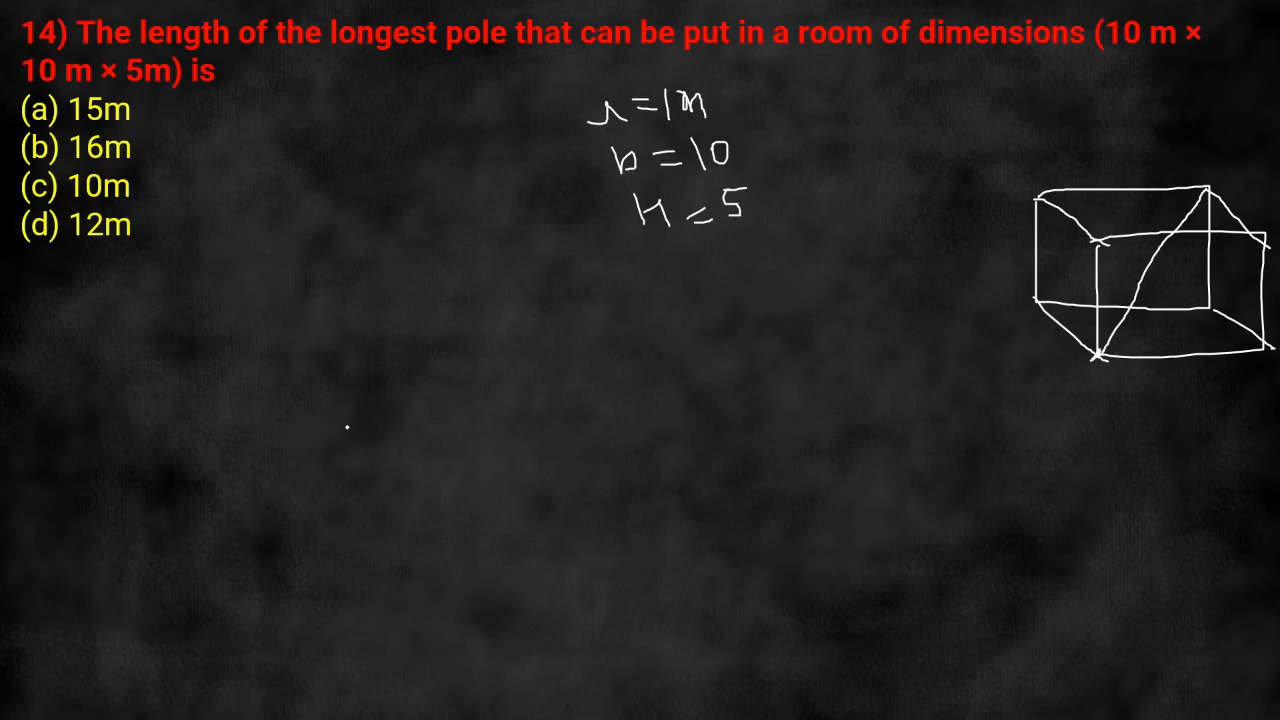 14) The length of the longest pole that can be put in a room of dimensions (10 m ×
10 m × 5m) is
(a) 15m
(b) 16m
(c) 10m
(d) 12m
b = 10
H = 5